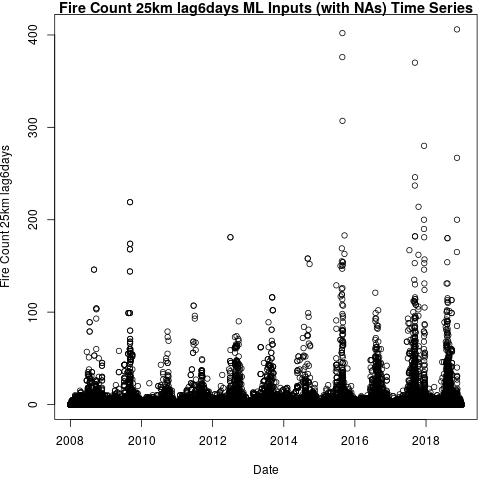 Fire Count 25km lag6days ML Inputs (with NAs) Time Series
Fire Count 25km lag6days
400
300
200
100
0
2008 2010 2012 2014 2016 2018
Date